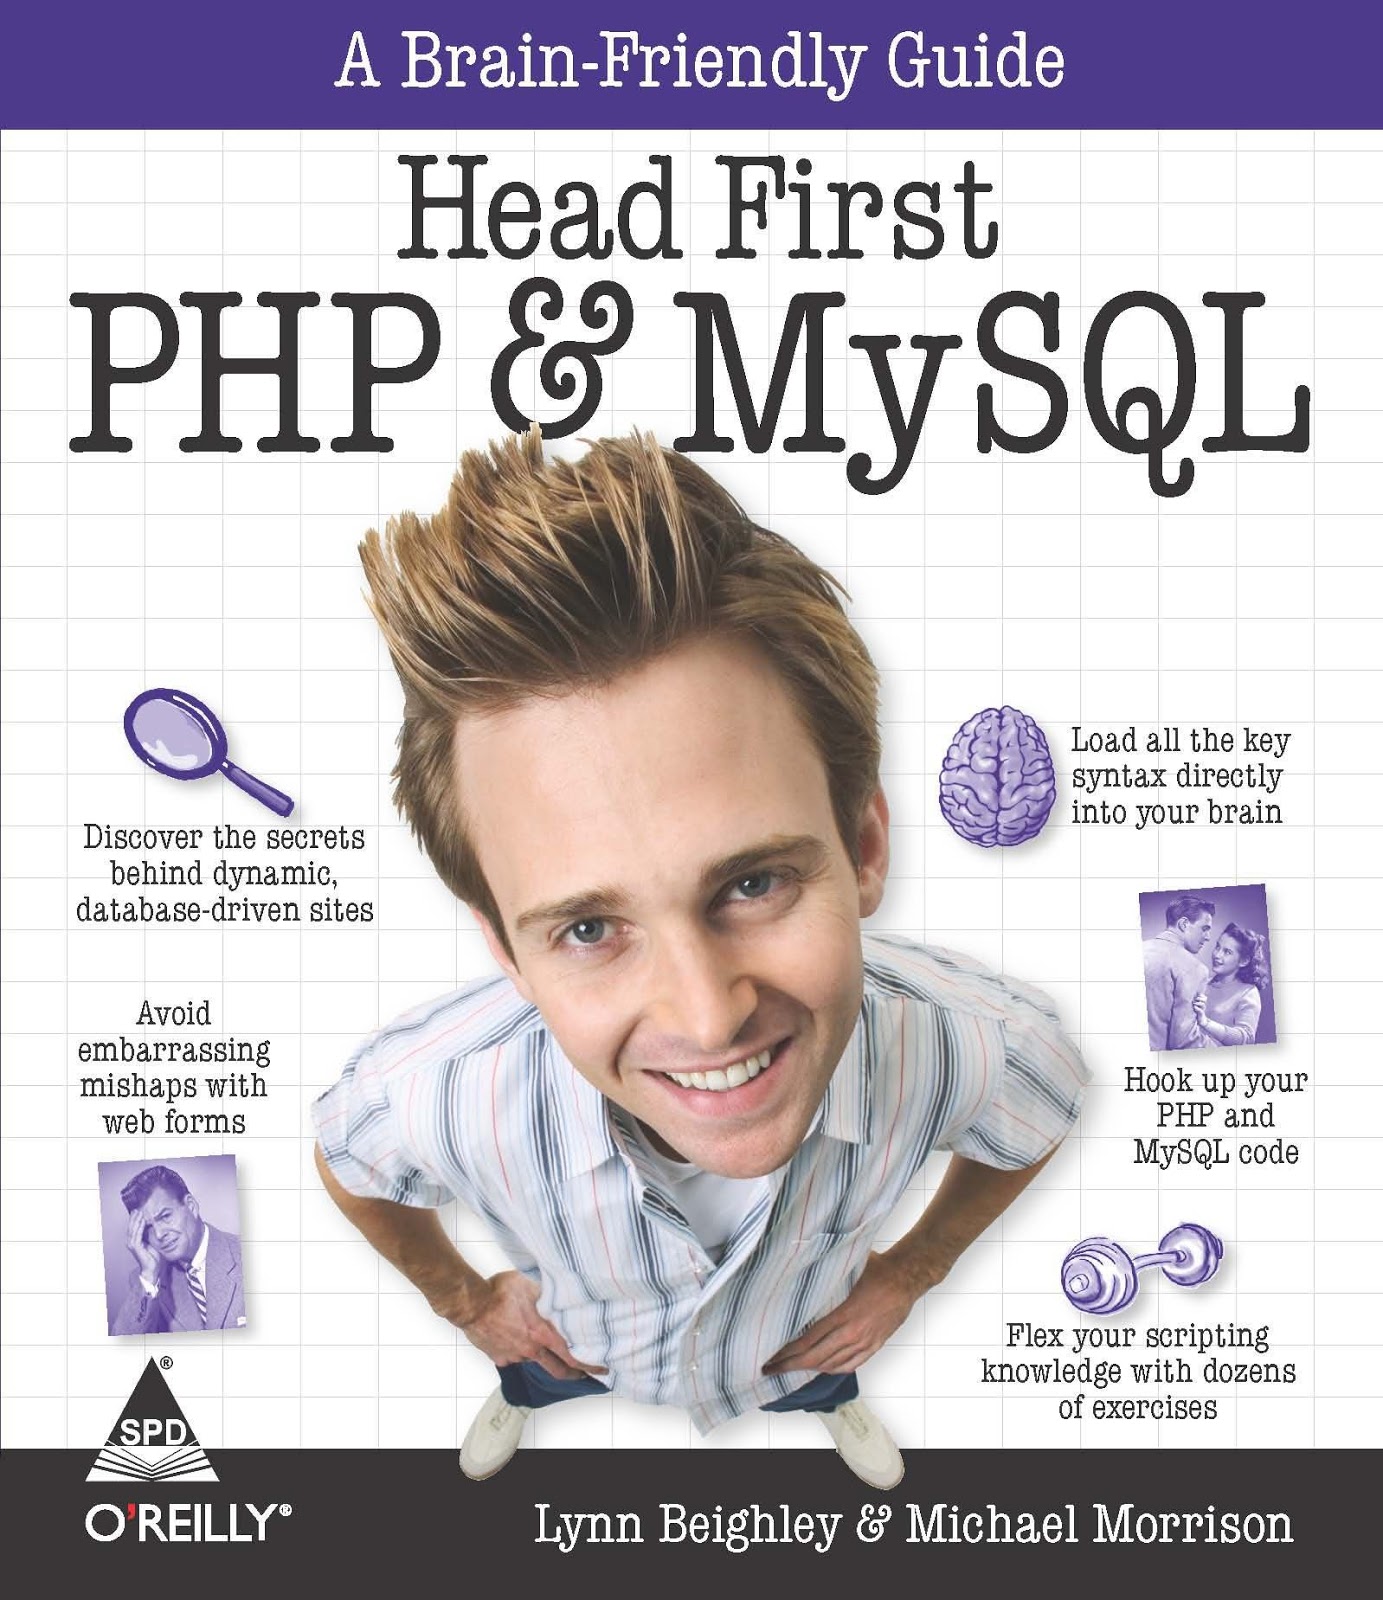 A Brain-Friendly Guide
Head First
PHP & MySQL
Discover the secrets
behind dynamic,
database-driven sites
Load all the key
syntax directly
into your brain
Avoid
embarrassing
mishaps with
web forms
Hook up your
PHP and
MySQL code
Flex your scripting
knowledge with dozens
of exercises
®
SPD
O'REILLY®
Lynn Beighley & Michael Morrison